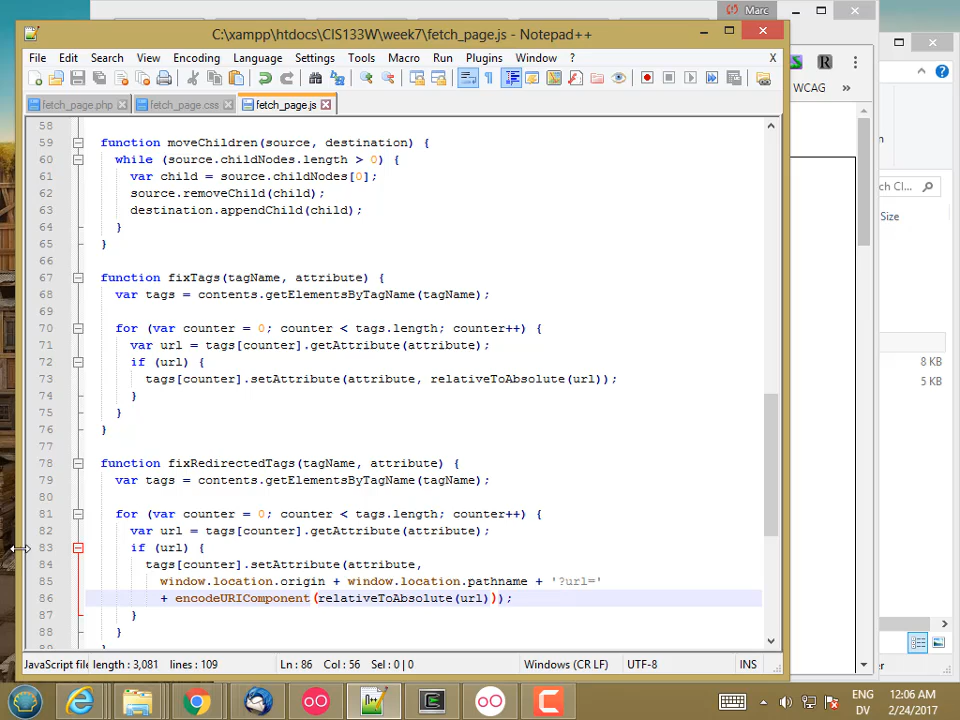 Marc
C:\xampp\htdocs\CIS133W\week7\fetch_page.js - Notepad++
File Edit Search View Encoding Language Settings Tools Macro Run Plugins Window ? X
WCAG »
fetch_page.php fetch_page.css fetch_page.js
58
59 function moveChildren(source, destination) {
60 while (source.childNodes.length > 0) {
61 var child = source.childNodes[0];
62 source.removeChild(child);
63 destination.appendChild(child);
64 }
65 }
66
67 function fixTags(tagName, attribute) {
68 var tags = contents.getElementsByTagName(tagName);
69
70 for (var counter = 0; counter < tags.length; counter++) {
71 var url = tags[counter].getAttribute(attribute);
72 if (url) {
73 tags[counter].setAttribute(attribute, relativeToAbsolute(url));
74 }
75 }
76 }
77
78 function fixRedirectedTags(tagName, attribute) {
79 var tags = contents.getElementsByTagName(tagName);
80
81 for (var counter = 0; counter < tags.length; counter++) {
82 var url = tags[counter].getAttribute(attribute);
83 if (url) {
84 tags[counter].setAttribute(attribute,
85 window.location.origin + window.location.pathname + '?url='
86 + encodeURIComponent(relativeToAbsolute(url)));
87 }
88 }
ch Cl...
Size
8 KB
5 KB
JavaScript file length : 3,081 lines : 109 Ln : 86 Col : 56 Sel : 0 | 0 Windows (CR LF) UTF-8 INS
ENG 12:06 AM
DV 2/24/2017